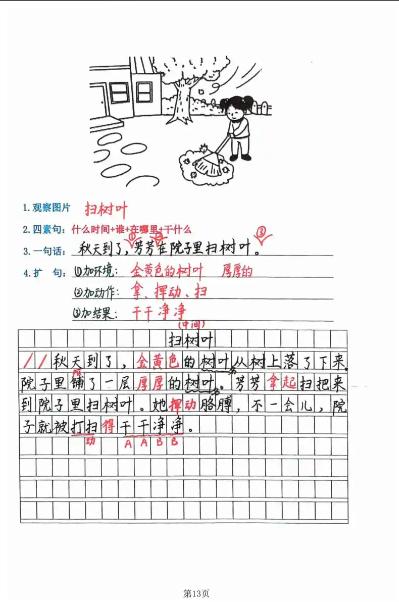 1.观察图片 扫树叶
2.四素句：什么时间+谁+在哪里+干什么
① ② ③
3.一句话：秋天到了，芳芳在院子里扫树叶。
4.扩 句：①加环境：金黄色的树叶 厚厚的
②加动作：拿、挥动、扫
③加结果：干干净净
（中间）
扫树叶
//秋天到了，金黄色的树叶从树上落了下来。
院子里铺了一层厚厚的树叶。芳芳拿起扫把来
到院子里扫树叶。她挥动胳膊，不一会儿，院
子就被打扫得干干净净。
动 A A B B
第13页